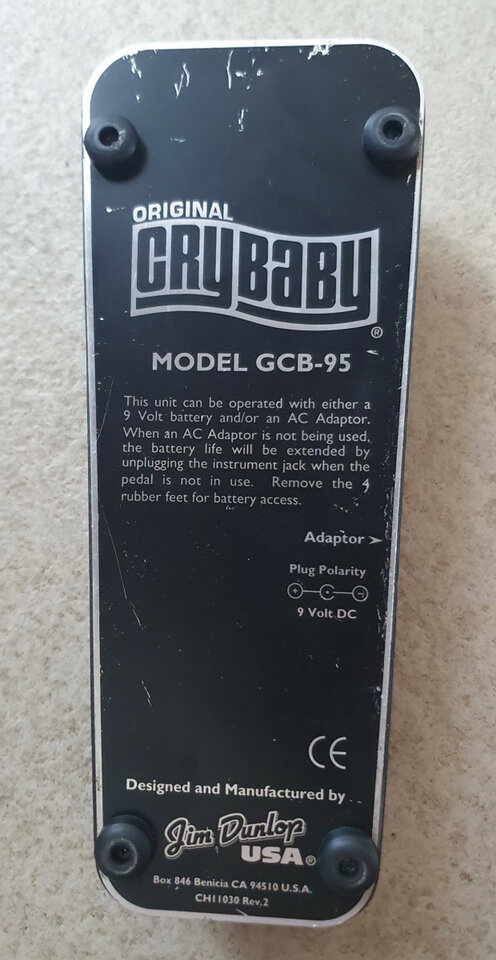 ORIGINAL
CRYBABY
®
MODEL GCB-95
This unit can be operated with either a
9 Volt battery and/or an AC Adaptor.
When an AC Adaptor is not being used,
the battery life will be extended by
unplugging the instrument jack when the
pedal is not in use. Remove the 4
rubber feet for battery access.
Adaptor ➤
Plug Polarity
+ C -
9 Volt DC
CE
Designed and Manufactured by
Jim Dunlop
USA®
Box 846 Benicia CA 94510 U.S.A.
CH11030 Rev.2